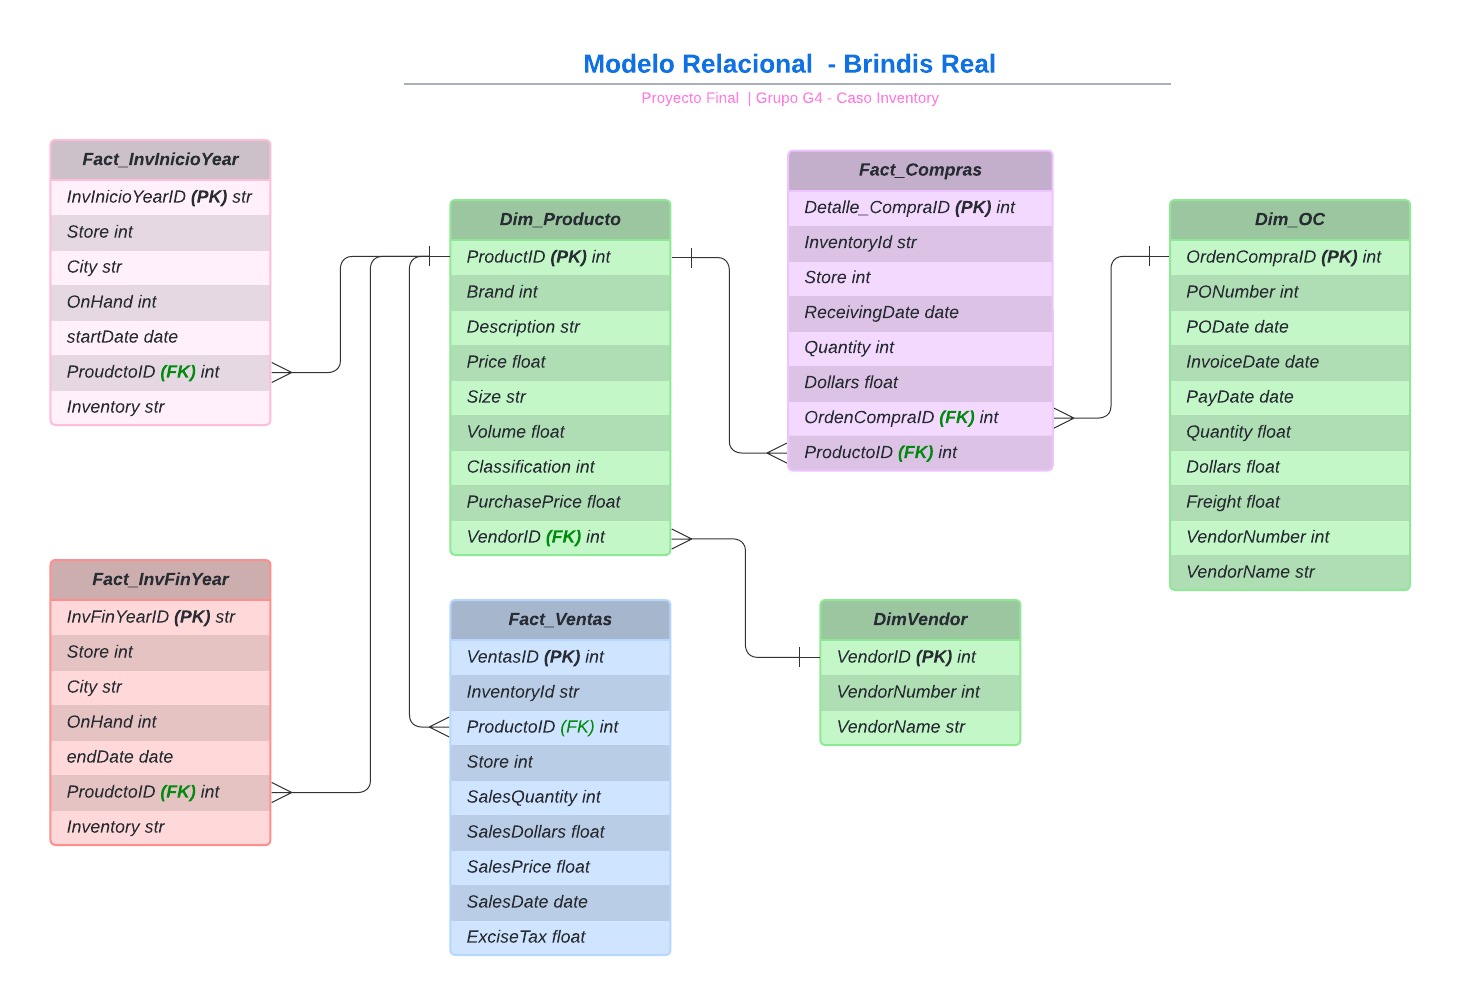 Modelo Relacional  - Brindis Real
Proyecto Final  | Grupo G4 - Caso Inventory
Fact_InvInicioYear
InvInicioYearID (PK) str
Store int
City str
OnHand int
startDate date
ProudctoID (FK) int
Inventory str
Fact_InvFinYear
InvFinYearID (PK) str
Store int
City str
OnHand int
endDate date
ProudctoID (FK) int
Inventory str
Dim_Producto
ProductID (PK) int
Brand int
Description str
Price float
Size str
Volume float
Classification int
PurchasePrice float
VendorID (FK) int
Fact_Ventas
VentasID (PK) int
InventoryId str
ProductoID (FK) int
Store int
SalesQuantity int
SalesDollars float
SalesPrice float
SalesDate date
ExciseTax float
Fact_Compras
Detalle_CompraID (PK) int
InventoryId str
Store int
ReceivingDate date
Quantity int
Dollars float
OrdenCompraID (FK) int
ProductoID (FK) int
DimVendor
VendorID (PK) int
VendorNumber int
VendorName str
Dim_OC
OrdenCompraID (PK) int
PONumber int
PODate date
InvoiceDate date
PayDate date
Quantity float
Dollars float
Freight float
VendorNumber int
VendorName str